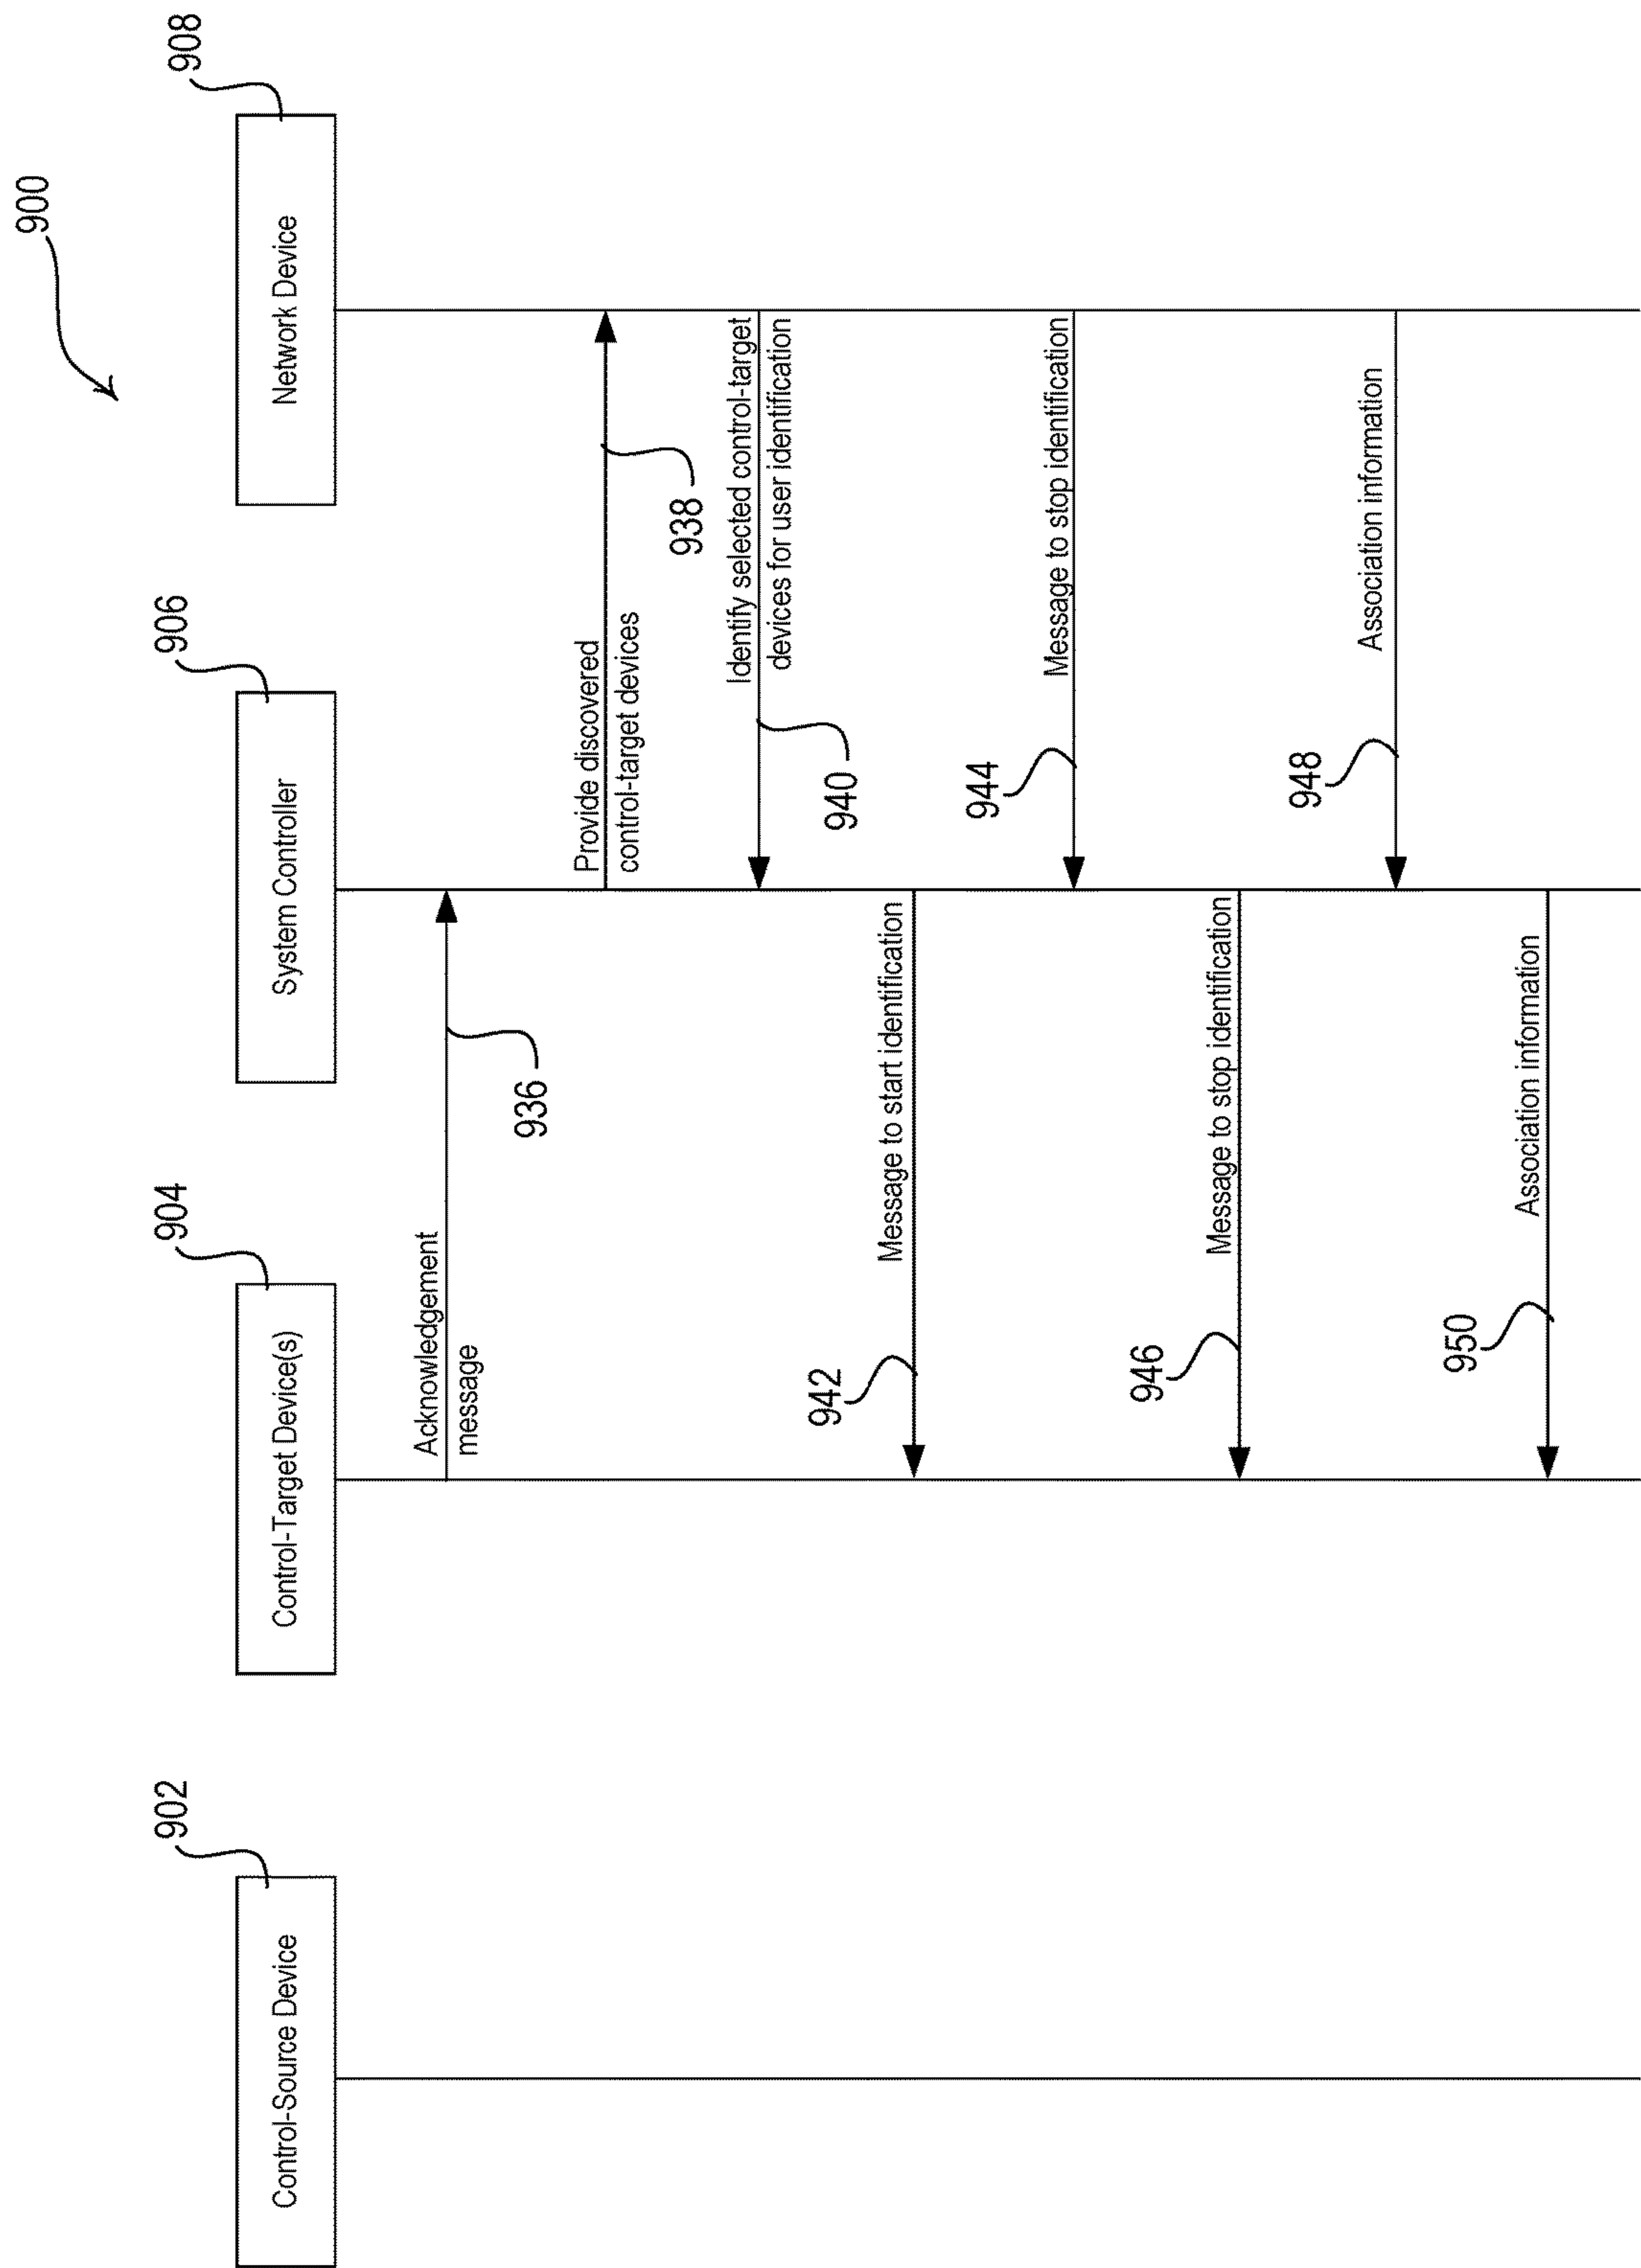 900
902
904
906
908
Control-Source Device
Control-Target Device(s)
System Controller
Network Device
Acknowledgement
message
936
Provide discovered
control-target devices
938
Identify selected control-target
devices for user identification
940
Message to start identification
942
Message to stop identification
944
Message to stop identification
946
Association information
948
Association information
950